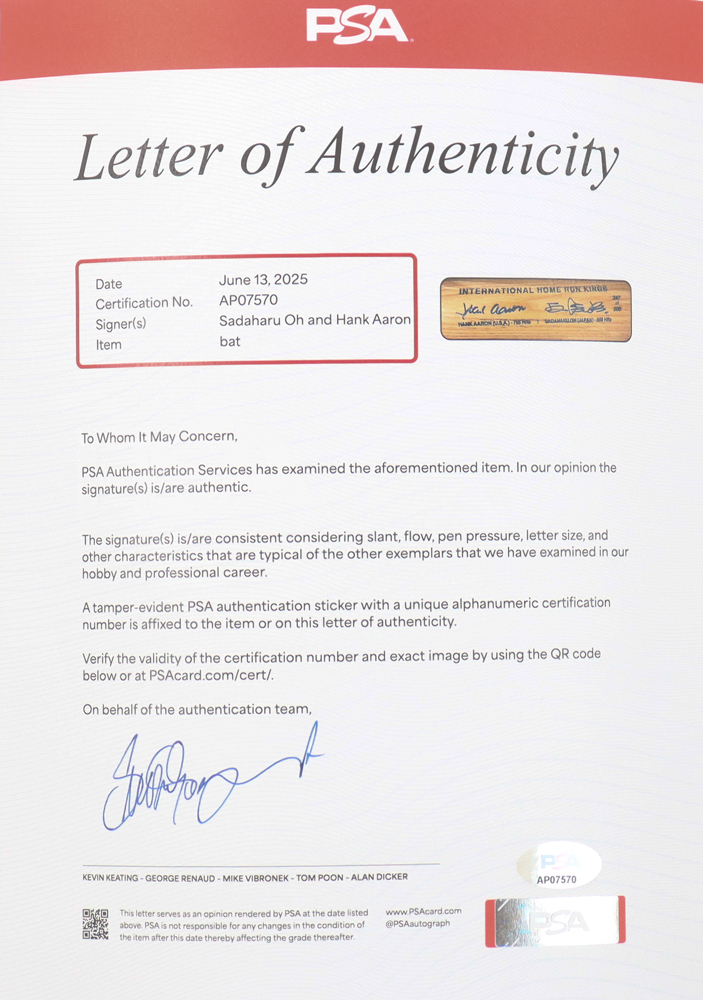 PSA
Letter of Authenticity
Date June 13, 2025
Certification No. AP07570
Signer(s) Sadaharu Oh and Hank Aaron
Item bat
INTERNATIONAL HOME RUN KINGS
Hank Aaron
HANK AARON (U.S.A.) - 755 HRs
To Whom It May Concern,
PSA Authentication Services has examined the aforementioned item. In our opinion the
signature(s) is/are authentic.
The signature(s) is/are consistent considering slant, flow, pen pressure, letter size, and
other characteristics that are typical of the other exemplars that we have examined in our
hobby and professional career.
A tamper-evident PSA authentication sticker with a unique alphanumeric certification
number is affixed to the item or on this letter of authenticity.
Verify the validity of the certification number and exact image by using the QR code
below or at PSAcard.com/cert/.
On behalf of the authentication team,
KEVIN KEATING - GEORGE RENAUD - MIKE VIBRONEK - TOM POON - ALAN DICKER
PSA
AP07570
This letter serves as an opinion rendered by PSA at the date listed
above. PSA is not responsible for any changes in the condition of
the item after this date thereby affecting the grade thereafter.
www.PSAcard.com
@PSAautograph
PSA